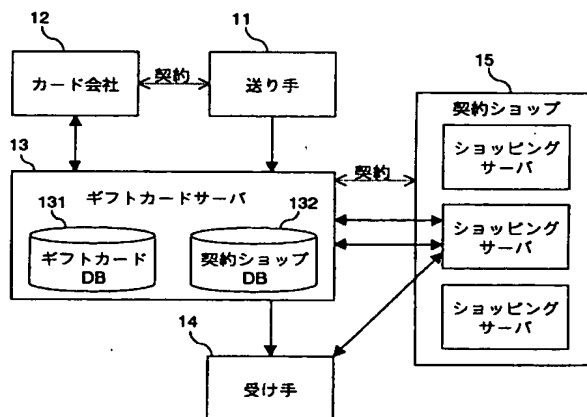 12
11
カード会社
契約
送り手
15
契約ショップ
ショッピング
サーバ
13
ギフトカードサーバ
契約
131
132
ギフトカード
DB
契約ショップ
DB
ショッピング
サーバ
ショッピング
サーバ
14
受け手